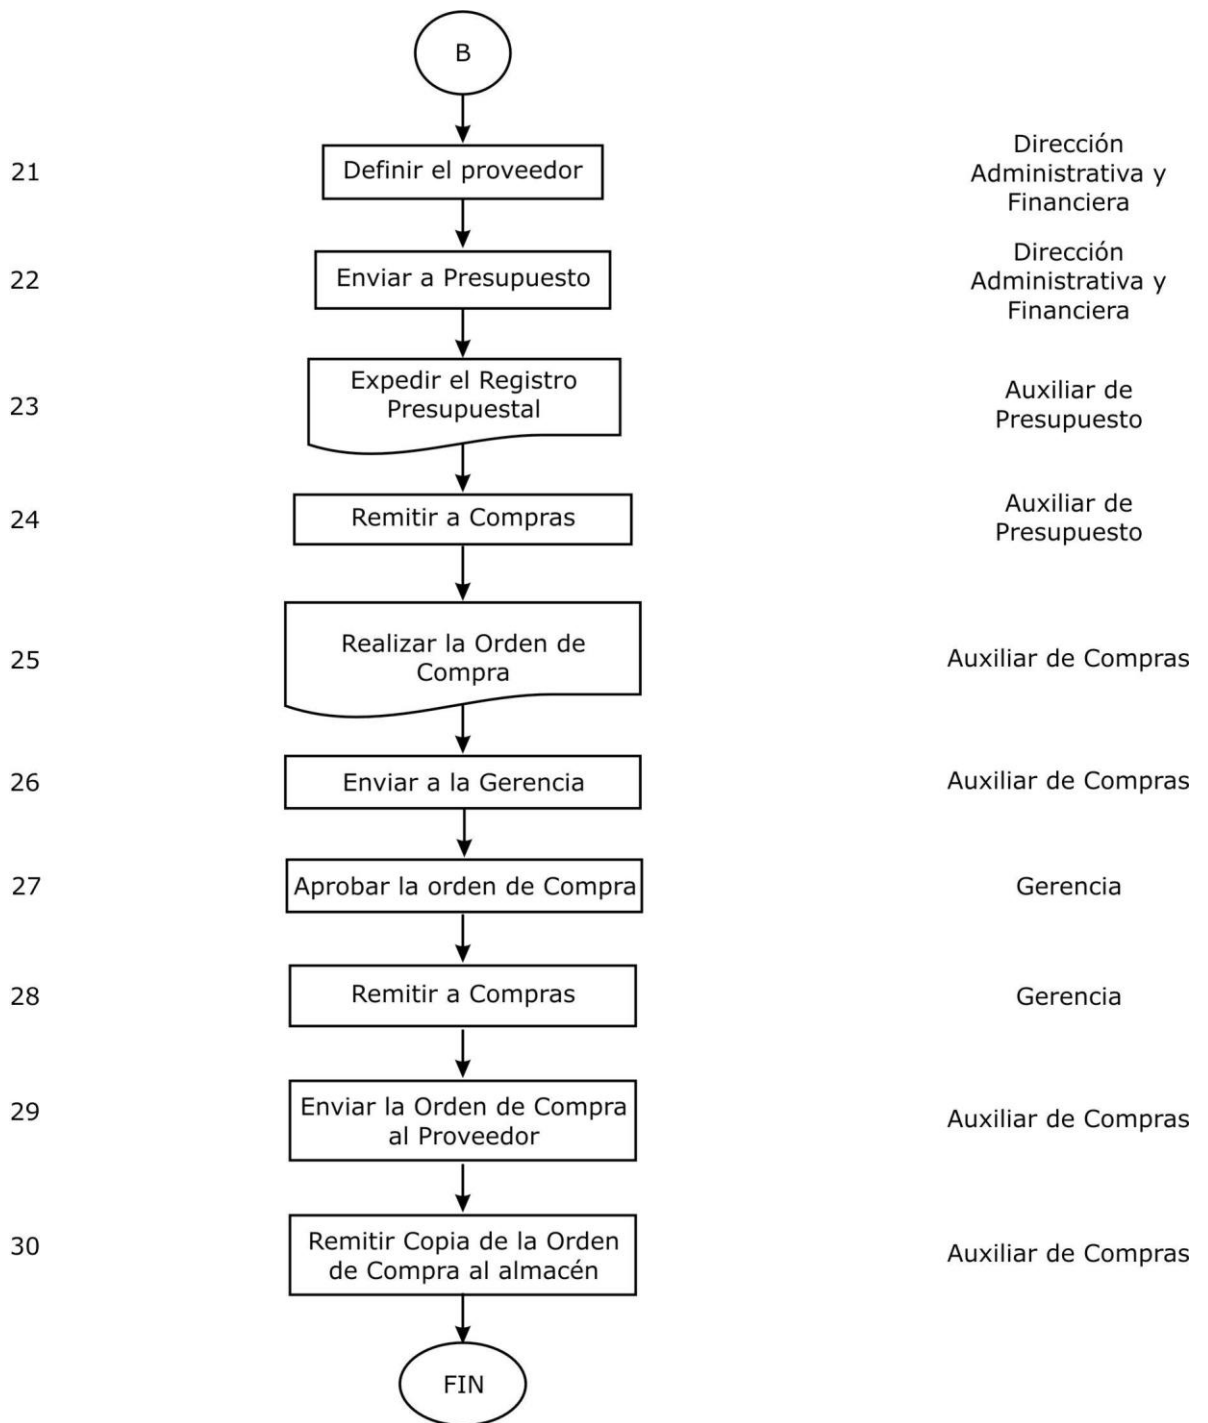 B
21
Definir el proveedor
Dirección
Administrativa y
Financiera
22
Enviar a Presupuesto
Dirección
Administrativa y
Financiera
23
Expedir el Registro
Presupuestal
Auxiliar de
Presupuesto
24
Remitir a Compras
Auxiliar de
Presupuesto
25
Realizar la Orden de
Compra
Auxiliar de Compras
26
Enviar a la Gerencia
Auxiliar de Compras
27
Aprobar la orden de Compra
Gerencia
28
Remitir a Compras
Gerencia
29
Enviar la Orden de Compra
al Proveedor
Auxiliar de Compras
30
Remitir Copia de la Orden
de Compra al almacén
Auxiliar de Compras
FIN